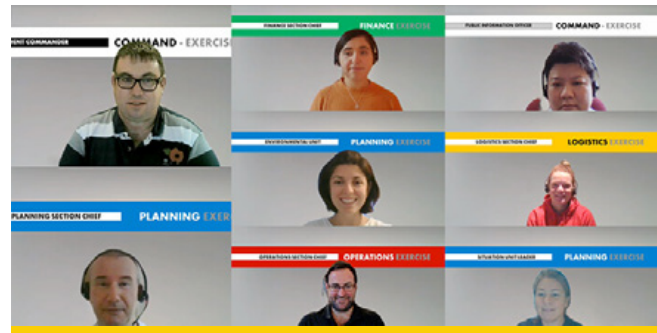 ENT COMMANDER
COMMAND - EXERCIS
FINANCE SECTION CHIEF
FINANCE EXERCISE
PUBLIC INFORMATION OFFICER
COMMAND - EXERCISE
ENVIRONMENTAL UNIT
PLANNING EXERCISE
LOGISTICS SECTION CHIEF
LOGISTICS EXERCISE
PLANNING SECTION CHIEF
PLANNING EXER
OPERATIONS SECTION CHIEF
OPERATIONS EXERCISE
SITUATION UNIT LEADER
PLANNING EXERCISE